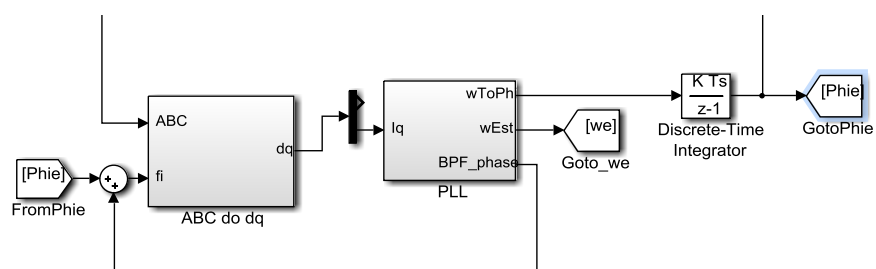 ABC
fi
dq
ABC do dq
[Phie]
FromPhie
+
+
Iq
wToPh
wEst
BPF_phase
PLL
[we]
Goto_we
K Ts
z-1
Discrete-Time
Integrator
[Phie]
GotoPhie